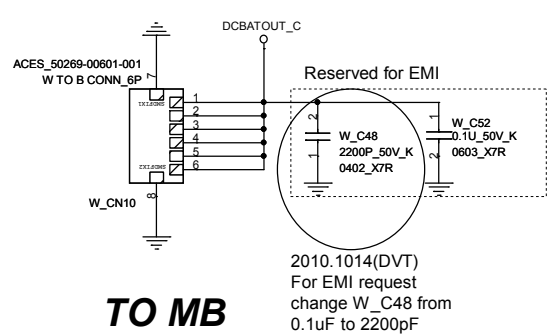 DCBATOUT_C
ACES_50269-00601-001
W TO B CONN_6P
7
SMDFIX1
1
2
3
4
5
6
SMDFIX2
8
W_CN10
Reserved for EMI
2
W_C48
2200P_50V_K
0402_X7R
1
1
W_C52
0.1U_50V_K
0603_X7R
2
2010.1014(DVT)
For EMI request
change W_C48 from
0.1uF to 2200pF
TO MB